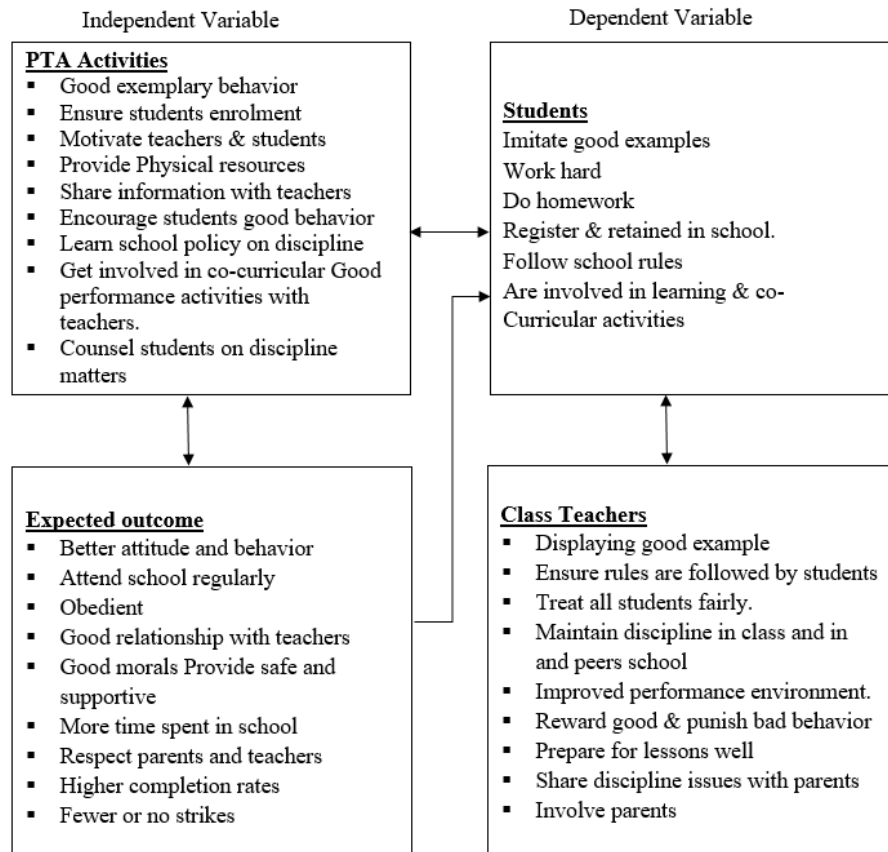 Independent Variable
Dependent Variable
PTA Activities
▪ Good exemplary behavior
▪ Ensure students enrolment
▪ Motivate teachers & students
▪ Provide Physical resources
▪ Share information with teachers
▪ Encourage students good behavior
▪ Learn school policy on discipline
▪ Get involved in co-curricular Good
performance activities with
teachers.
▪ Counsel students on discipline
matters
Students
Imitate good examples
Work hard
Do homework
Register & retained in school.
Follow school rules
Are involved in learning & co-
Curricular activities
Expected outcome
▪ Better attitude and behavior
▪ Attend school regularly
▪ Obedient
▪ Good relationship with teachers
▪ Good morals Provide safe and
supportive
▪ More time spent in school
▪ Respect parents and teachers
▪ Higher completion rates
▪ Fewer or no strikes
Class Teachers
▪ Displaying good example
▪ Ensure rules are followed by students
▪ Treat all students fairly.
▪ Maintain discipline in class and in
and peers school
▪ Improved performance environment.
▪ Reward good & punish bad behavior
▪ Prepare for lessons well
▪ Share discipline issues with parents
▪ Involve parents